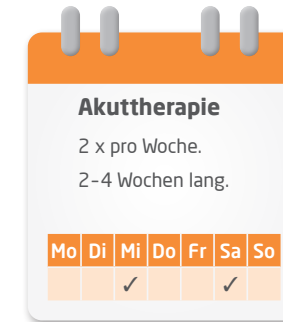 Akuttherapie
2 x pro Woche.
2–4 Wochen lang.
Mo Di Mi Do Fr Sa So
✓ ✓